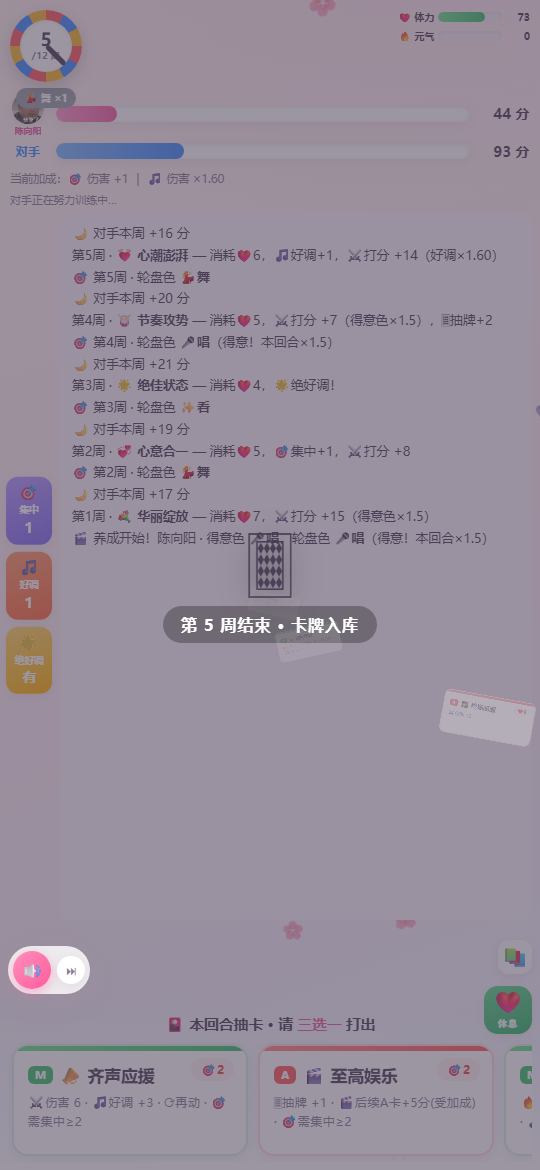 5
/12 周
体力 73
元气 0
舞 ×1
陈向阳
44 分
对手
93 分
当前加成: 伤害 +1 | 伤害 ×1.60
对手正在努力训练中...
对手本周 +16 分
第5周 · 心潮澎湃 — 消耗 6, 好调+1, 打分 +14（好调×1.60）
第5周 · 轮盘色 舞
对手本周 +20 分
第4周 · 节奏攻势 — 消耗 5, 打分 +7（得意色×1.5）, 抽牌+2
第4周 · 轮盘色 唱（得意！本回合×1.5）
对手本周 +21 分
第3周 · 绝佳状态 — 消耗 4, 绝好调！
第3周 · 轮盘色 看
对手本周 +19 分
第2周 · 心意合一 — 消耗 5, 集中+1, 打分 +8
第2周 · 轮盘色 舞
对手本周 +17 分
第1周 · 华丽绽放 — 消耗 7, 打分 +15（得意色×1.5）
养成开始！陈向阳 · 得意色 唱 轮盘色 唱（得意！本回合×1.5）
集中
1
好调
1
绝好调
有
第 5 周结束 • 卡牌入库
休息
本回合抽卡 • 请 三选一 打出
M 齐声应援 2
伤害 6 · 好调 +3 · 再动 ·
需集中≥2
A 至高娱乐 2
抽牌 +1 · 后续A卡+5分(受加成)
· 需集中≥2